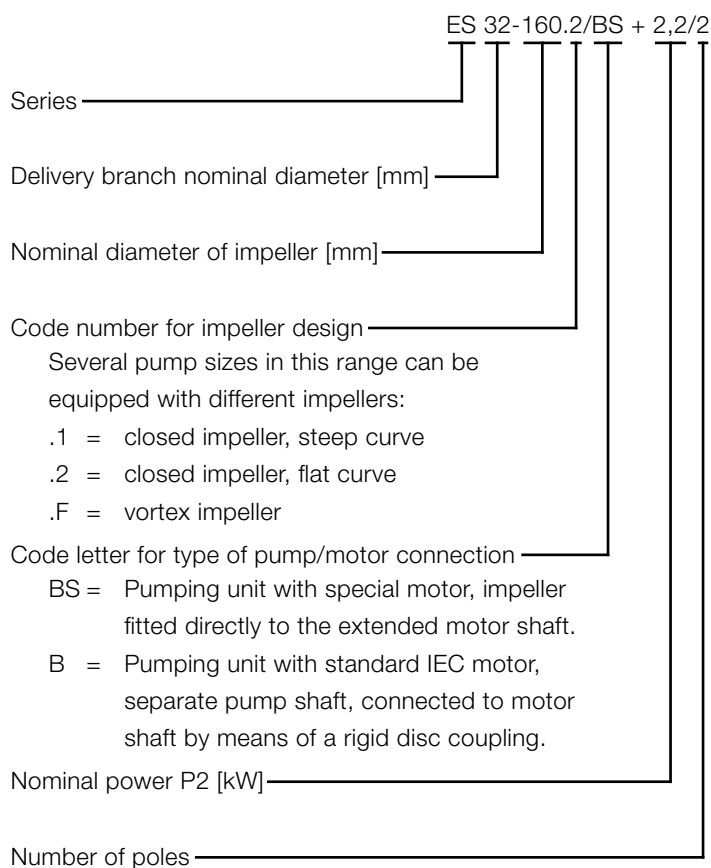 ES 32-160.2/BS + 2,2/2
Series
Delivery branch nominal diameter [mm]
Nominal diameter of impeller [mm]
Code number for impeller design
Several pump sizes in this range can be
equipped with different impellers:
.1 = closed impeller, steep curve
.2 = closed impeller, flat curve
.F = vortex impeller
Code letter for type of pump/motor connection
BS = Pumping unit with special motor, impeller
fitted directly to the extended motor shaft.
B = Pumping unit with standard IEC motor,
separate pump shaft, connected to motor
shaft by means of a rigid disc coupling.
Nominal power P2 [kW]
Number of poles